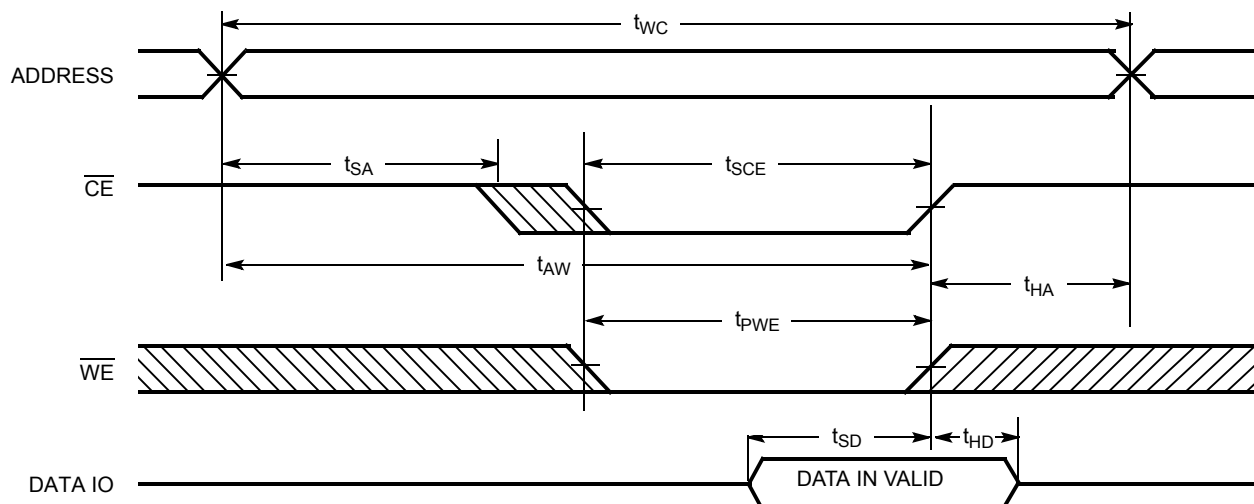 tWC
ADDRESS
tSA
tSCE
CE
tAW
tHA
tPWE
WE
tSD
tHD
DATA IO
DATA IN VALID